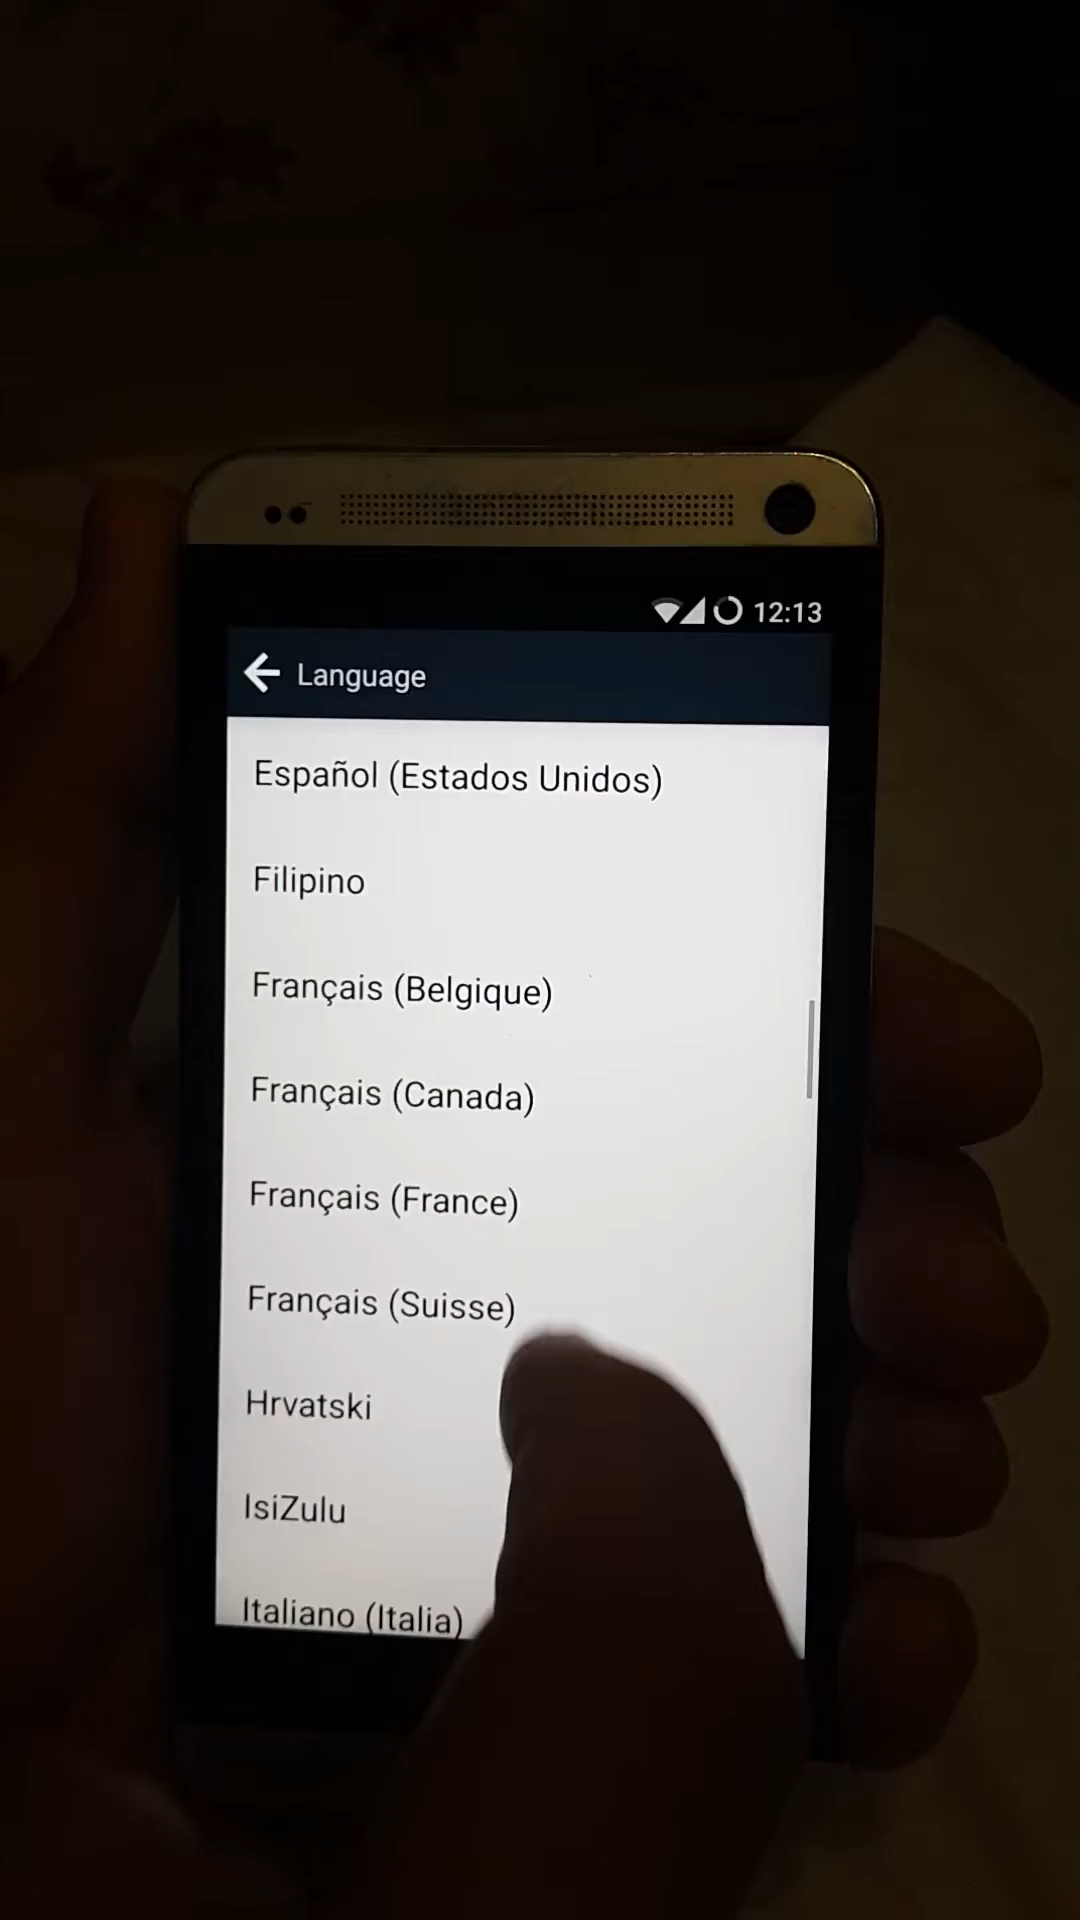 12:13
Language
Español (Estados Unidos)
Filipino
Français (Belgique)
Français (Canada)
Français (France)
Français (Suisse)
Hrvatski
IsiZulu
Italiano (Italia)